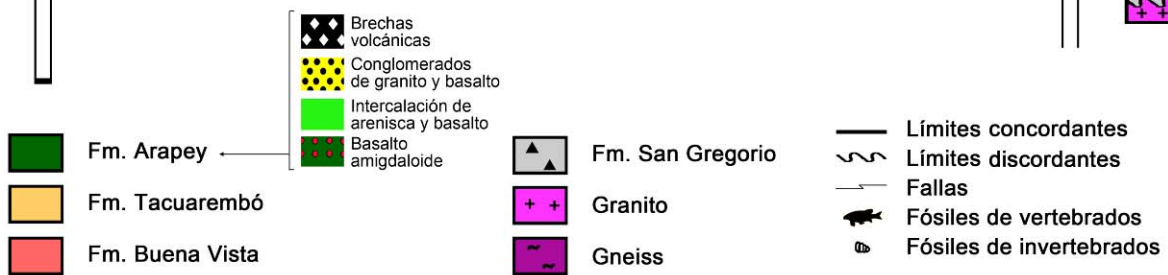 Brechas
volcánicas
Conglomerados
de granito y basalto
Intercalación de
arenisca y basalto
Basalto
amigdaloide
Fm. Arapey
Fm. Tacuarembó
Fm. Buena Vista
Fm. San Gregorio
Granito
Gneiss
Límites concordantes
Límites discordantes
Fallas
Fósiles de vertebrados
Fósiles de invertebrados